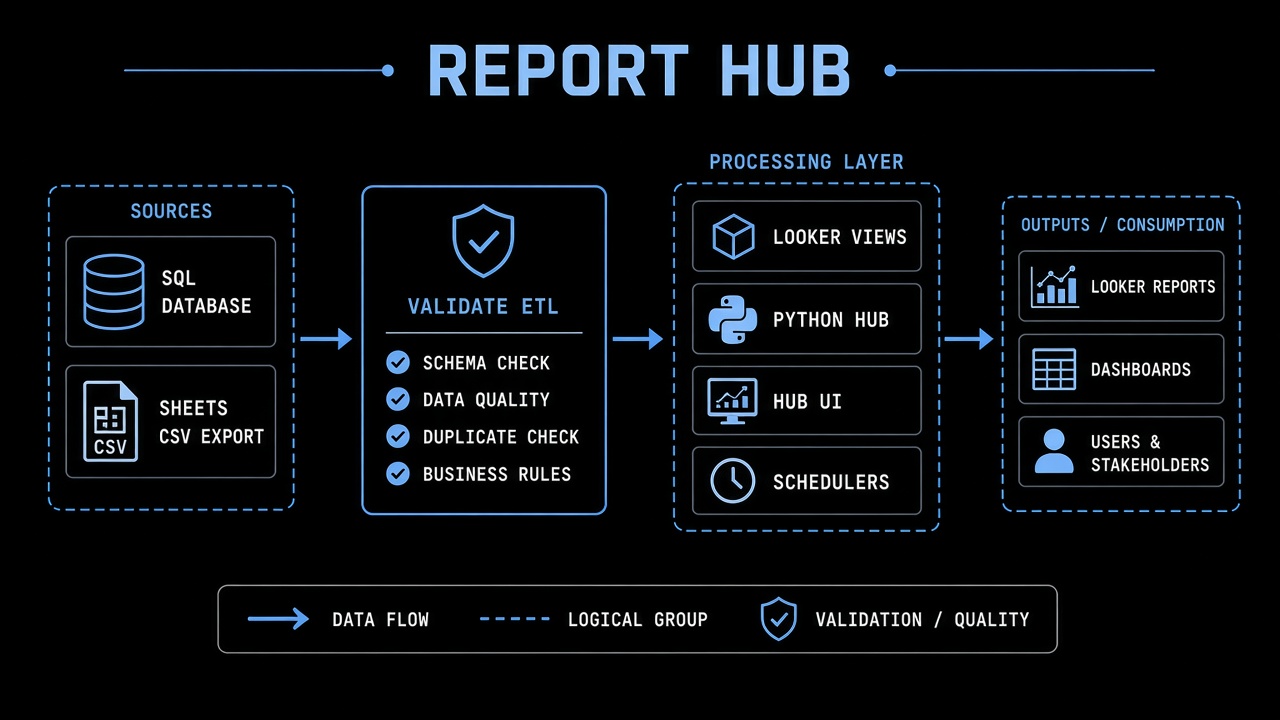 REPORT HUB
SOURCES
SQL
DATABASE
CSV
SHEETS
CSV EXPORT
VALIDATE ETL
SCHEMA CHECK
DATA QUALITY
DUPLICATE CHECK
BUSINESS RULES
PROCESSING LAYER
LOOKER VIEWS
PYTHON HUB
HUB UI
SCHEDULERS
OUTPUTS / CONSUMPTION
LOOKER REPORTS
DASHBOARDS
USERS &
STAKEHOLDERS
DATA FLOW
LOGICAL GROUP
VALIDATION / QUALITY